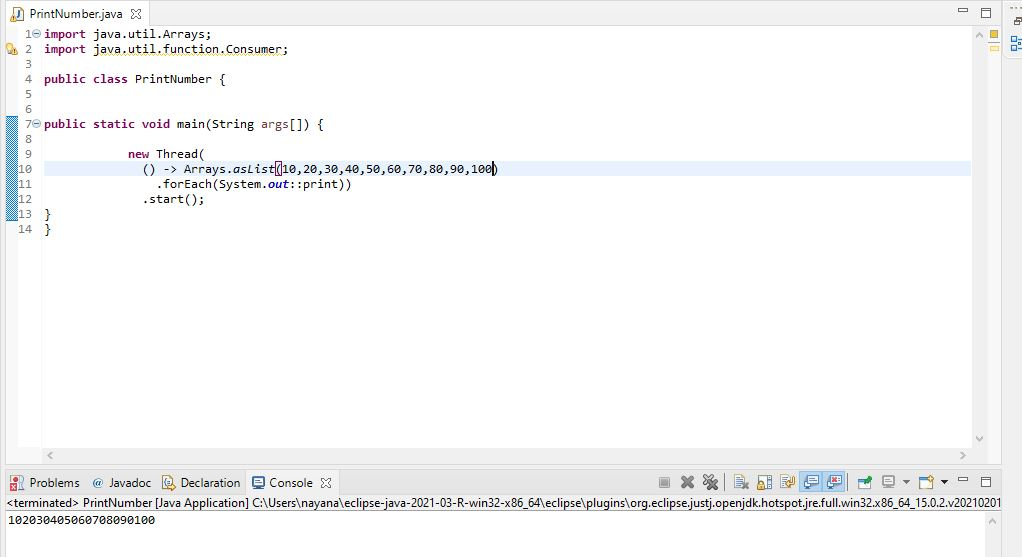 PrintNumber.java
1 import java.util.Arrays;
2 import java.util.function.Consumer;
3
4 public class PrintNumber {
5
6
7 public static void main(String args[]) {
8
9 new Thread(
10 () -> Arrays.asList(10,20,30,40,50,60,70,80,90,100)
11 .forEach(System.out::print))
12 .start();
13 }
14 }
Problems @ Javadoc Declaration Console
<terminated> PrintNumber [Java Application] C:\Users\nayana\eclipse-java-2021-03-R-win32-x86_64\eclipse\plugins\org.eclipse.justj.openjdk.hotspot.jre.full.win32.x86_64_15.0.2.v20210201
102030405060708090100